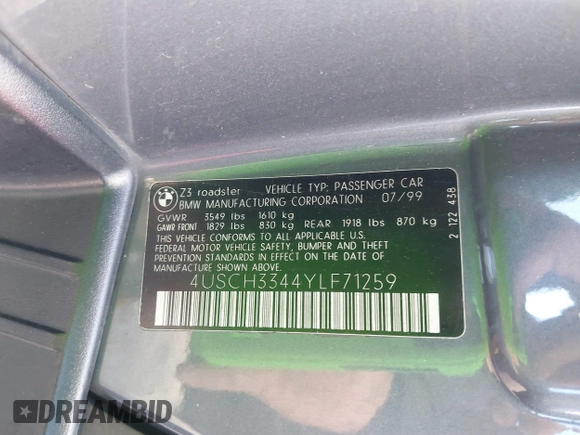 Z3 roadster VEHICLE TYP: PASSENGER CAR
BMW MANUFACTURING CORPORATION 07/99
GVWR 3549 lbs 1610 kg
GAWR FRONT 1829 lbs 830 kg REAR 1918 lbs 870 kg
THIS VEHICLE CONFORMS TO ALL APPLICABLE U.S.
FEDERAL MOTOR VEHICLE SAFETY, BUMPER AND THEFT
PREVENTION STANDARDS IN EFFECT ON THE DATE OF
MANUFACTURE SHOWN ABOVE.
4USCH3344YLF71259
2 122 438
DREAMBID